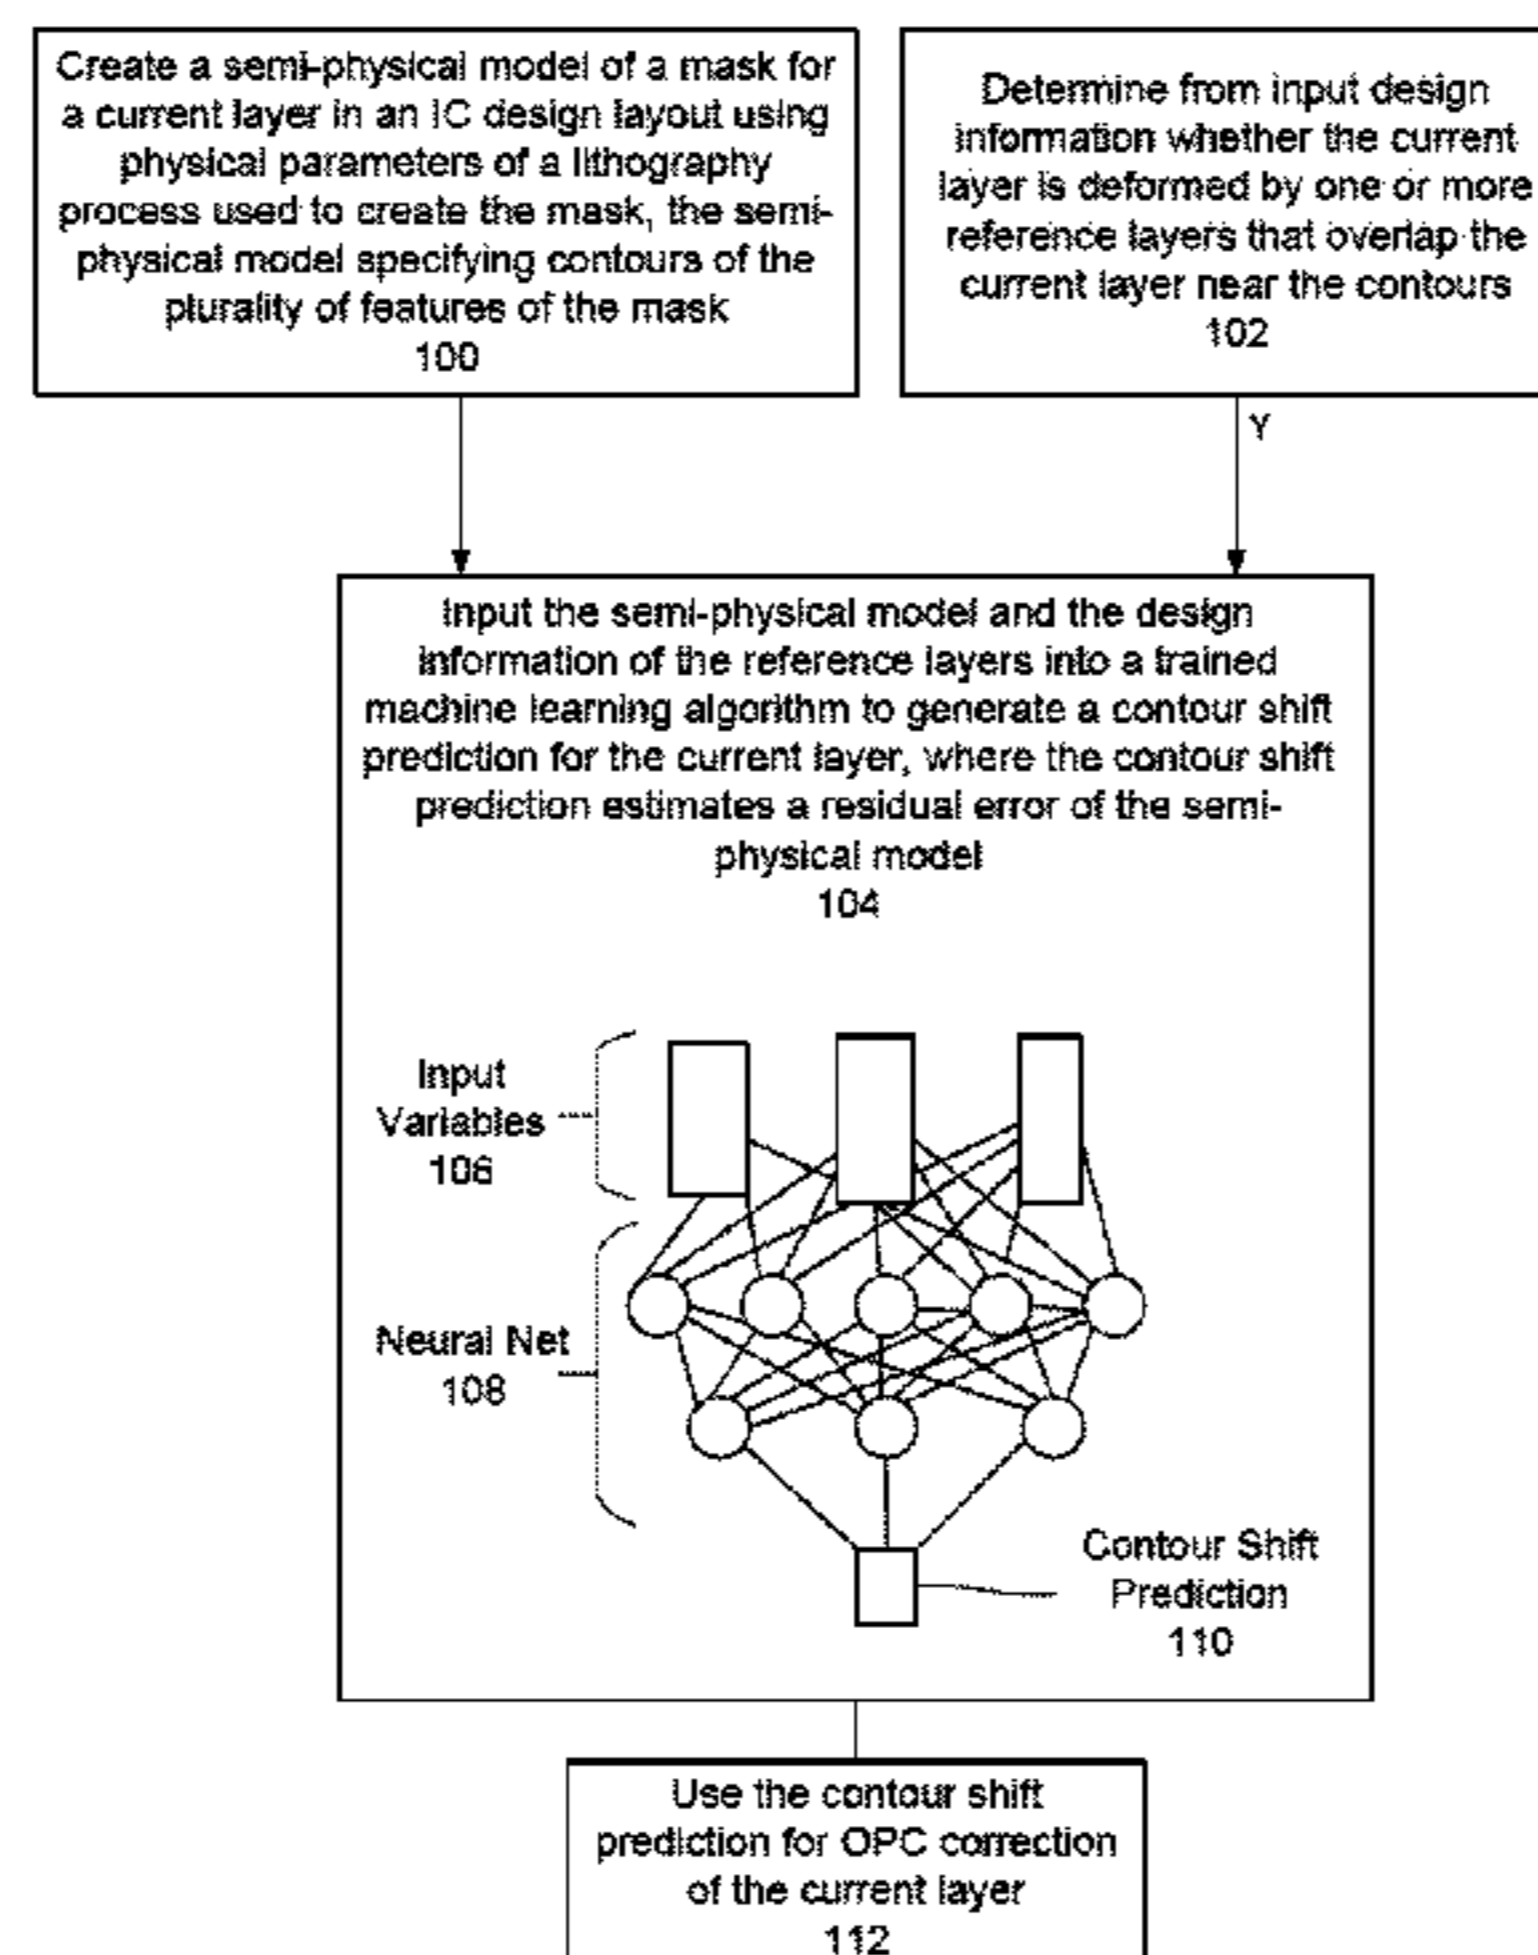 Create a semi-physical model of a mask for
a current layer in an IC design layout using
physical parameters of a lithography
process used to create the mask, the semi-
physical model specifying contours of the
plurality of features of the mask
100
Determine from input design
information whether the current
layer is deformed by one or more
reference layers that overlap the
current layer near the contours
102
Y
Input the semi-physical model and the design
information of the reference layers into a trained
machine learning algorithm to generate a contour shift
prediction for the current layer, where the contour shift
prediction estimates a residual error of the semi-
physical model
104
Input
Variables
106
Neural Net
108
Contour Shift
Prediction
110
Use the contour shift
prediction for OPC correction
of the current layer
112